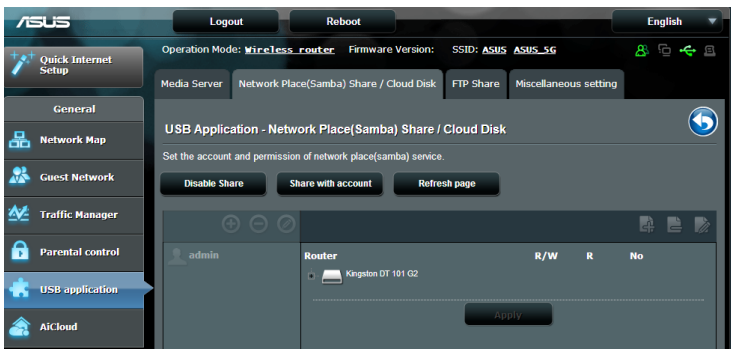 ASUS
Logout
Reboot
English
Quick Internet
Setup
Operation Mode: Wireless router Firmware Version: SSID: ASUS ASUS_5G
Media Server
Network Place(Samba) Share / Cloud Disk
FTP Share
Miscellaneous setting
General
Network Map
Guest Network
Traffic Manager
Parental control
USB application
AiCloud
USB Application - Network Place(Samba) Share /
Cloud Disk
Set the account and permission of network place(samba) service.
Disable Share
Share with account
Refresh page
admin
Router R/W R No
Kingston DT 101 G2
Apply